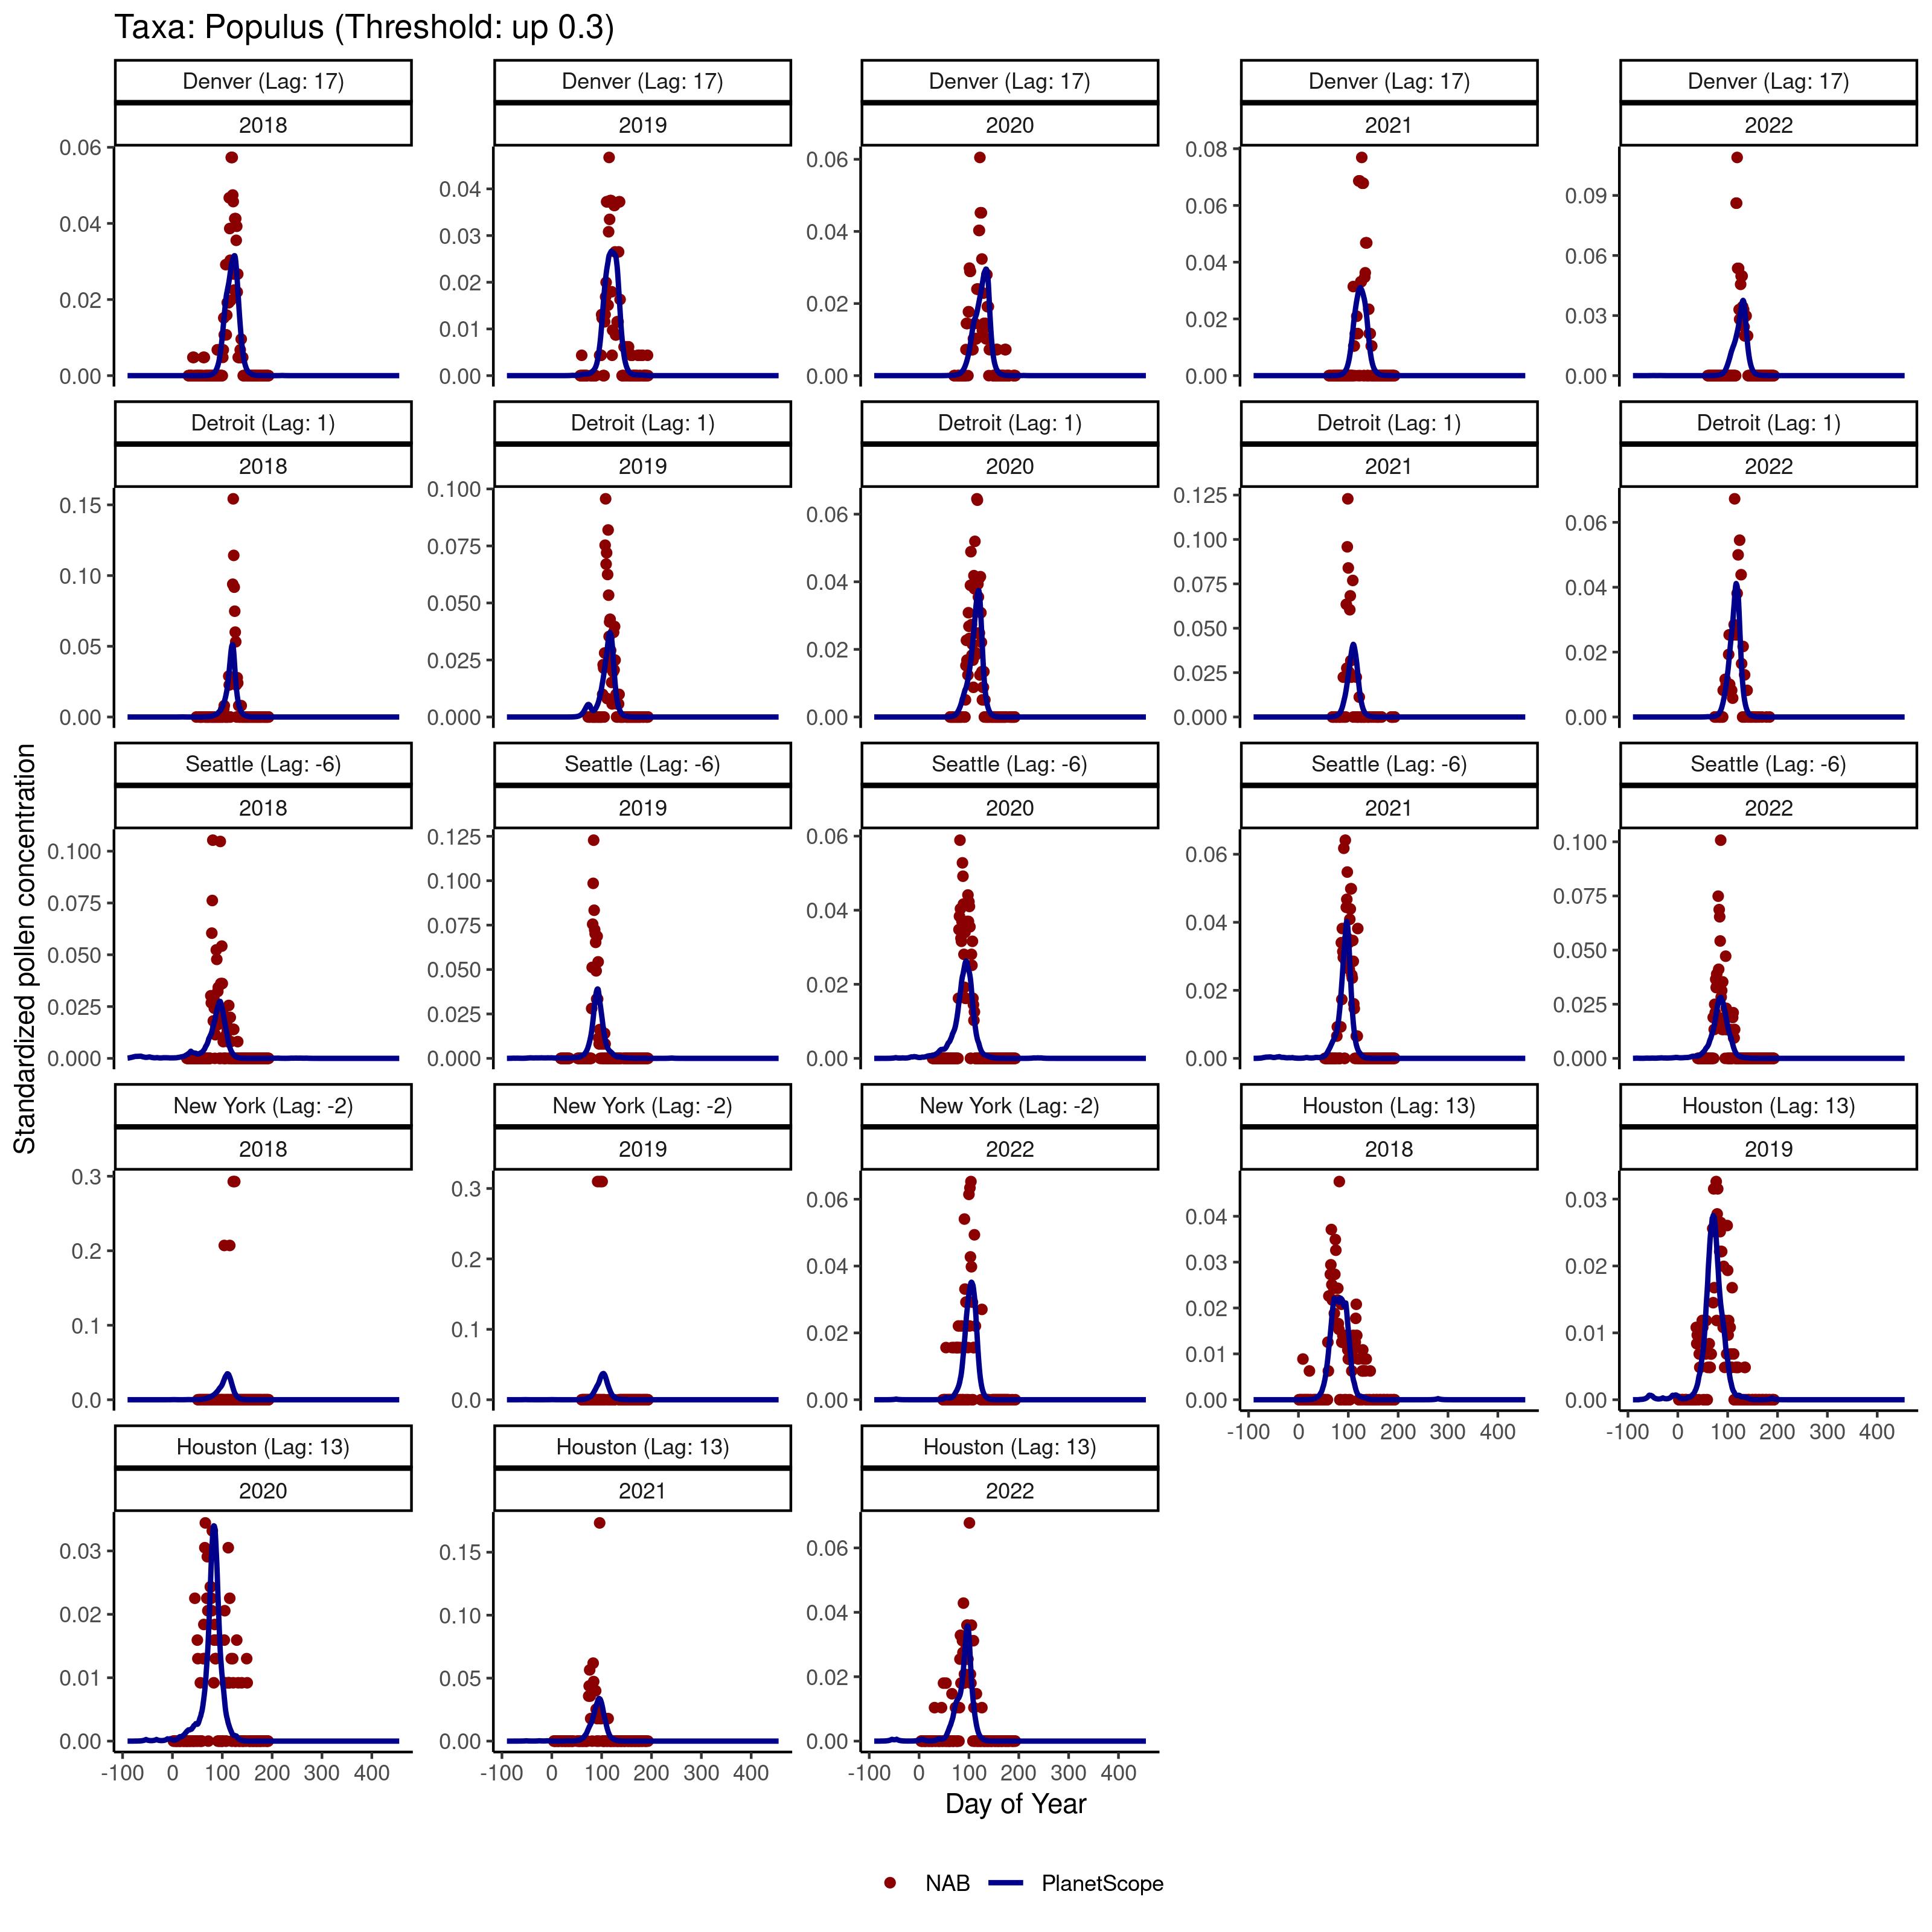 Taxa: Populus (Threshold: up 0.3)
Denver (Lag: 17) Denver (Lag: 17) Denver (Lag: 17) Denver (Lag: 17) Denver (Lag: 17)
2018 2019 2020 2021 2022
0.06 0.04 0.02 0.00
0.04 0.03 0.02 0.01 0.00
0.06 0.04 0.02 0.00
0.08 0.06 0.04 0.02 0.00
0.09 0.06 0.03 0.00
Detroit (Lag: 1) Detroit (Lag: 1) Detroit (Lag: 1) Detroit (Lag: 1) Detroit (Lag: 1)
2018 2019 2020 2021 2022
0.15 0.10 0.05 0.00
0.100 0.075 0.050 0.025 0.000
0.06 0.04 0.02 0.00
0.125 0.100 0.075 0.050 0.025 0.000
0.06 0.04 0.02 0.00
Seattle (Lag: -6) Seattle (Lag: -6) Seattle (Lag: -6) Seattle (Lag: -6) Seattle (Lag: -6)
2018 2019 2020 2021 2022
0.100 0.075 0.050 0.025 0.000
0.125 0.100 0.075 0.050 0.025 0.000
0.06 0.04 0.02 0.00
0.06 0.04 0.02 0.00
0.100 0.075 0.050 0.025 0.000
New York (Lag: -2) New York (Lag: -2) New York (Lag: -2) Houston (Lag: 13) Houston (Lag: 13)
2018 2019 2022 2018 2019
0.3 0.2 0.1 0.0
0.3 0.2 0.1 0.0
0.06 0.04 0.02 0.00
0.04 0.03 0.02 0.01 0.00
0.03 0.02 0.01 0.00
-100 0 100 200 300 400 -100 0 100 200 300 400
Houston (Lag: 13) Houston (Lag: 13) Houston (Lag: 13)
2020 2021 2022
0.03 0.02 0.01 0.00
0.15 0.10 0.05 0.00
0.06 0.04 0.02 0.00
-100 0 100 200 300 400 -100 0 100 200 300 400 -100 0 100 200 300 400
Standardized pollen concentration
Day of Year
NAB PlanetScope